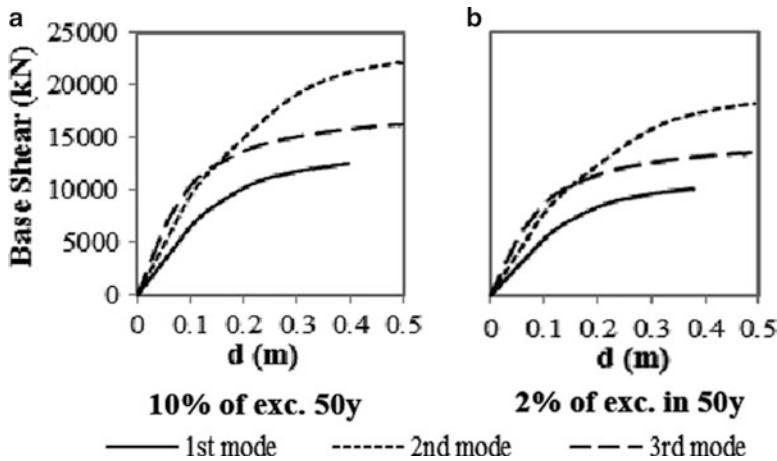 a
b
Base Shear (kN)
25000
20000
15000
10000
5000
0
0 0.1 0.2 0.3 0.4 0.5
d (m)
0 0.1 0.2 0.3 0.4 0.5
d (m)
10% of exc. 50y
2% of exc. in 50y
1st mode 2nd mode 3rd mode